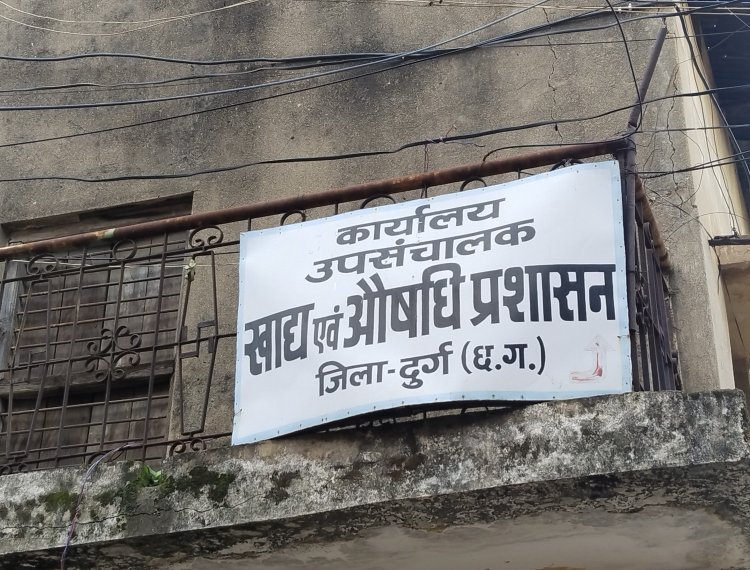 कार्यालय
उपसंचालक
खाद्य एवं औषधि प्रशासन
जिला-दुर्ग (छ.ग.)